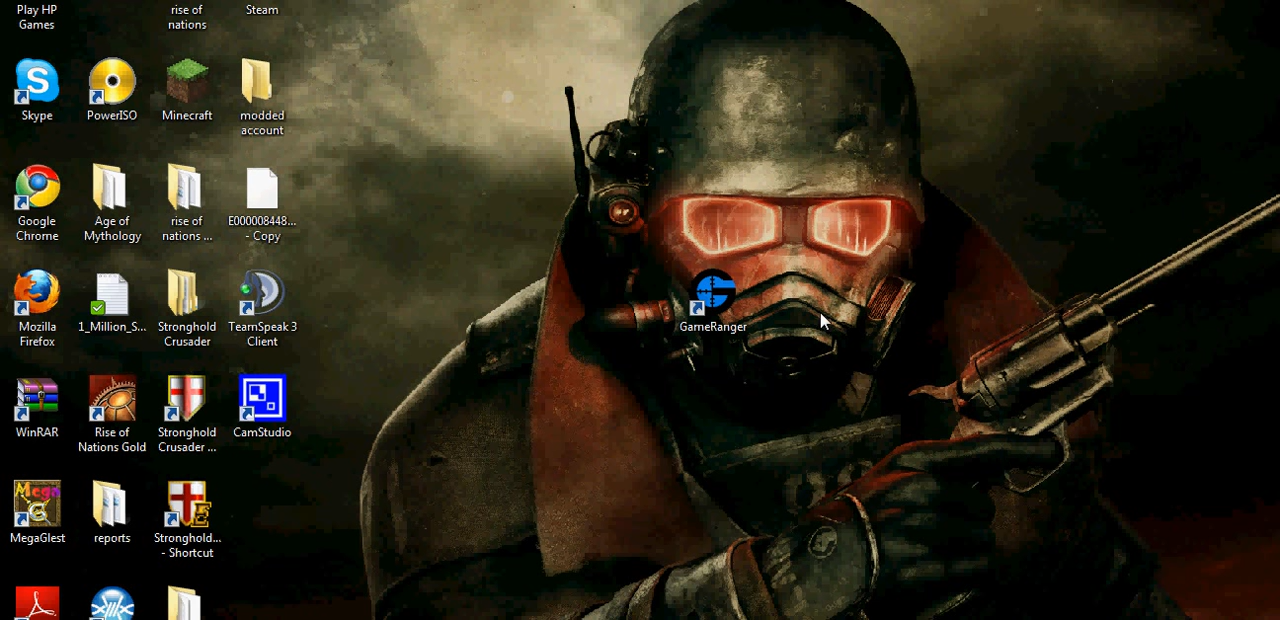 Play HP
Games
rise of
nations
Steam
Skype
PowerISO
Minecraft
modded
account
Google
Chrome
Age of
Mythology
rise of
nations ...
E000008448...
- Copy
Mozilla
Firefox
1_Million_S...
Stronghold
Crusader
TeamSpeak 3
Client
GameRanger
WinRAR
Rise of
Nations Gold
Stronghold
Crusader ...
CamStudio
MegaGlest
reports
Stronghold...
- Shortcut